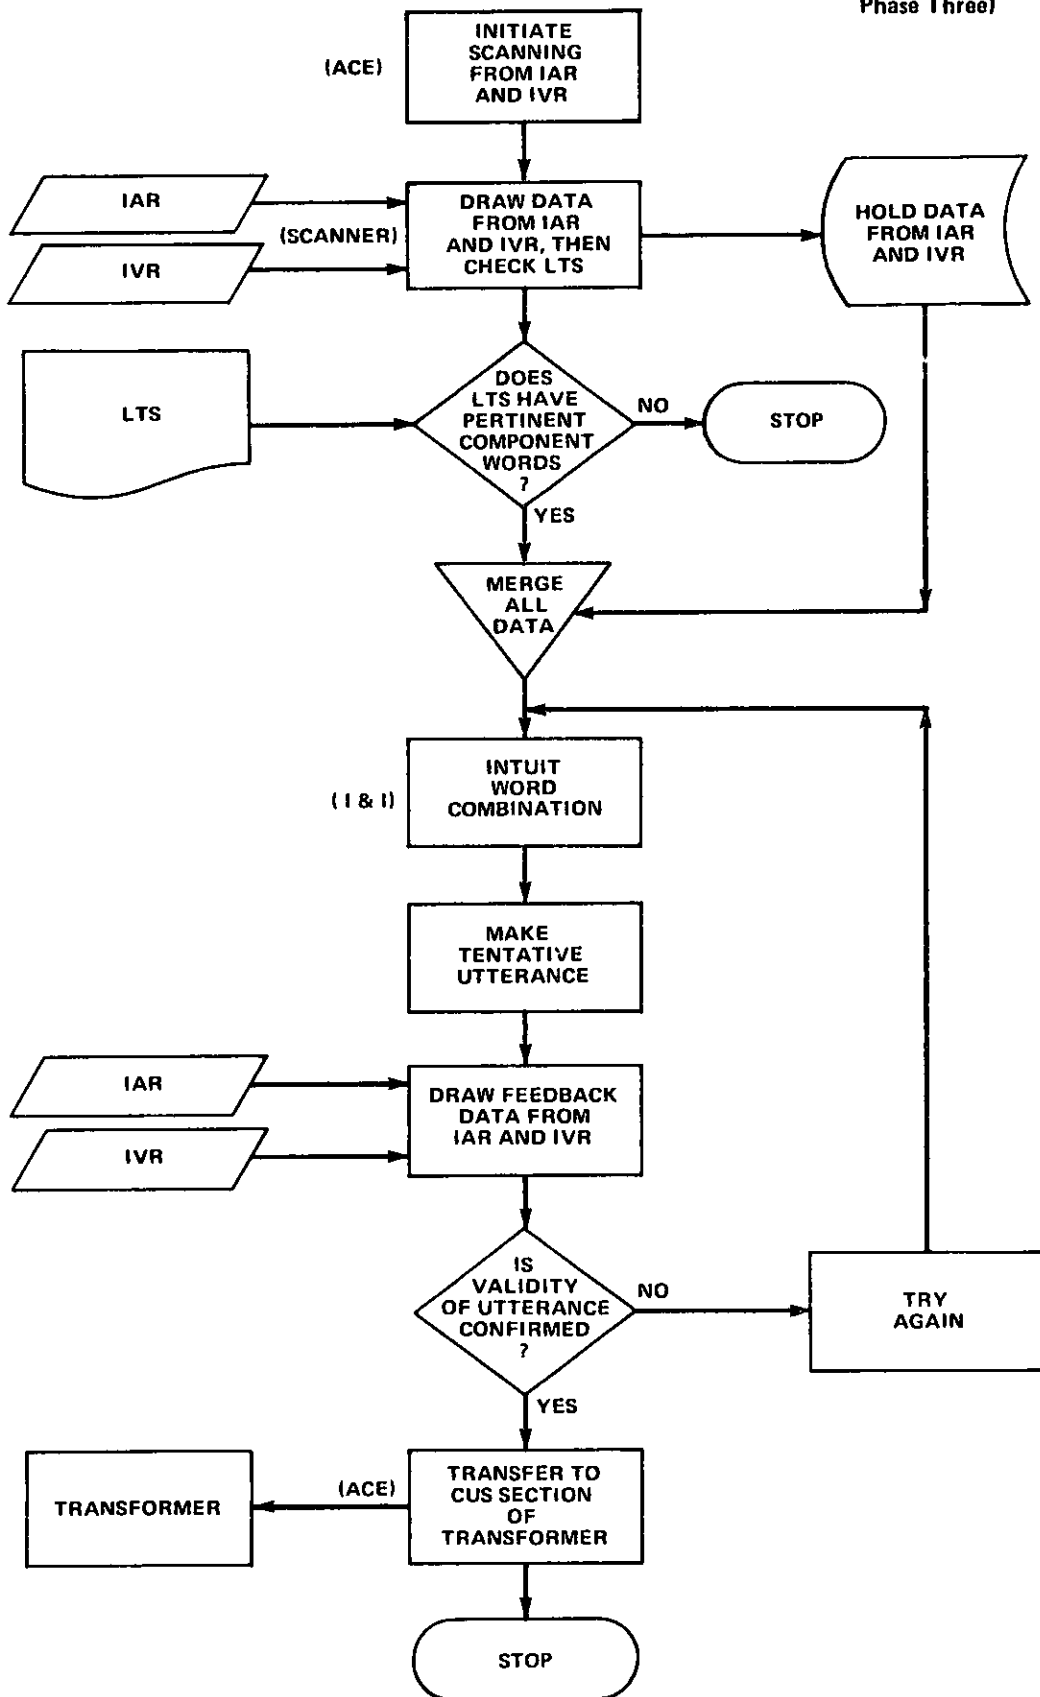 Phase Three)
INITIATE
SCANNING
FROM IAR
AND IVR
(ACE)
IAR
IVR
(SCANNER)
DRAW DATA
FROM IAR
AND IVR, THEN
CHECK LTS
HOLD DATA
FROM IAR
AND IVR
LTS
DOES
LTS HAVE
PERTINENT
COMPONENT
WORDS
?
NO
STOP
YES
MERGE
ALL
DATA
(I & I)
INTUIT
WORD
COMBINATION
MAKE
TENTATIVE
UTTERANCE
IAR
IVR
DRAW FEEDBACK
DATA FROM
IAR AND IVR
IS
VALIDITY
OF UTTERANCE
CONFIRMED
?
NO
TRY
AGAIN
YES
TRANSFORMER
(ACE)
TRANSFER TO
CUS SECTION
OF
TRANSFORMER
STOP